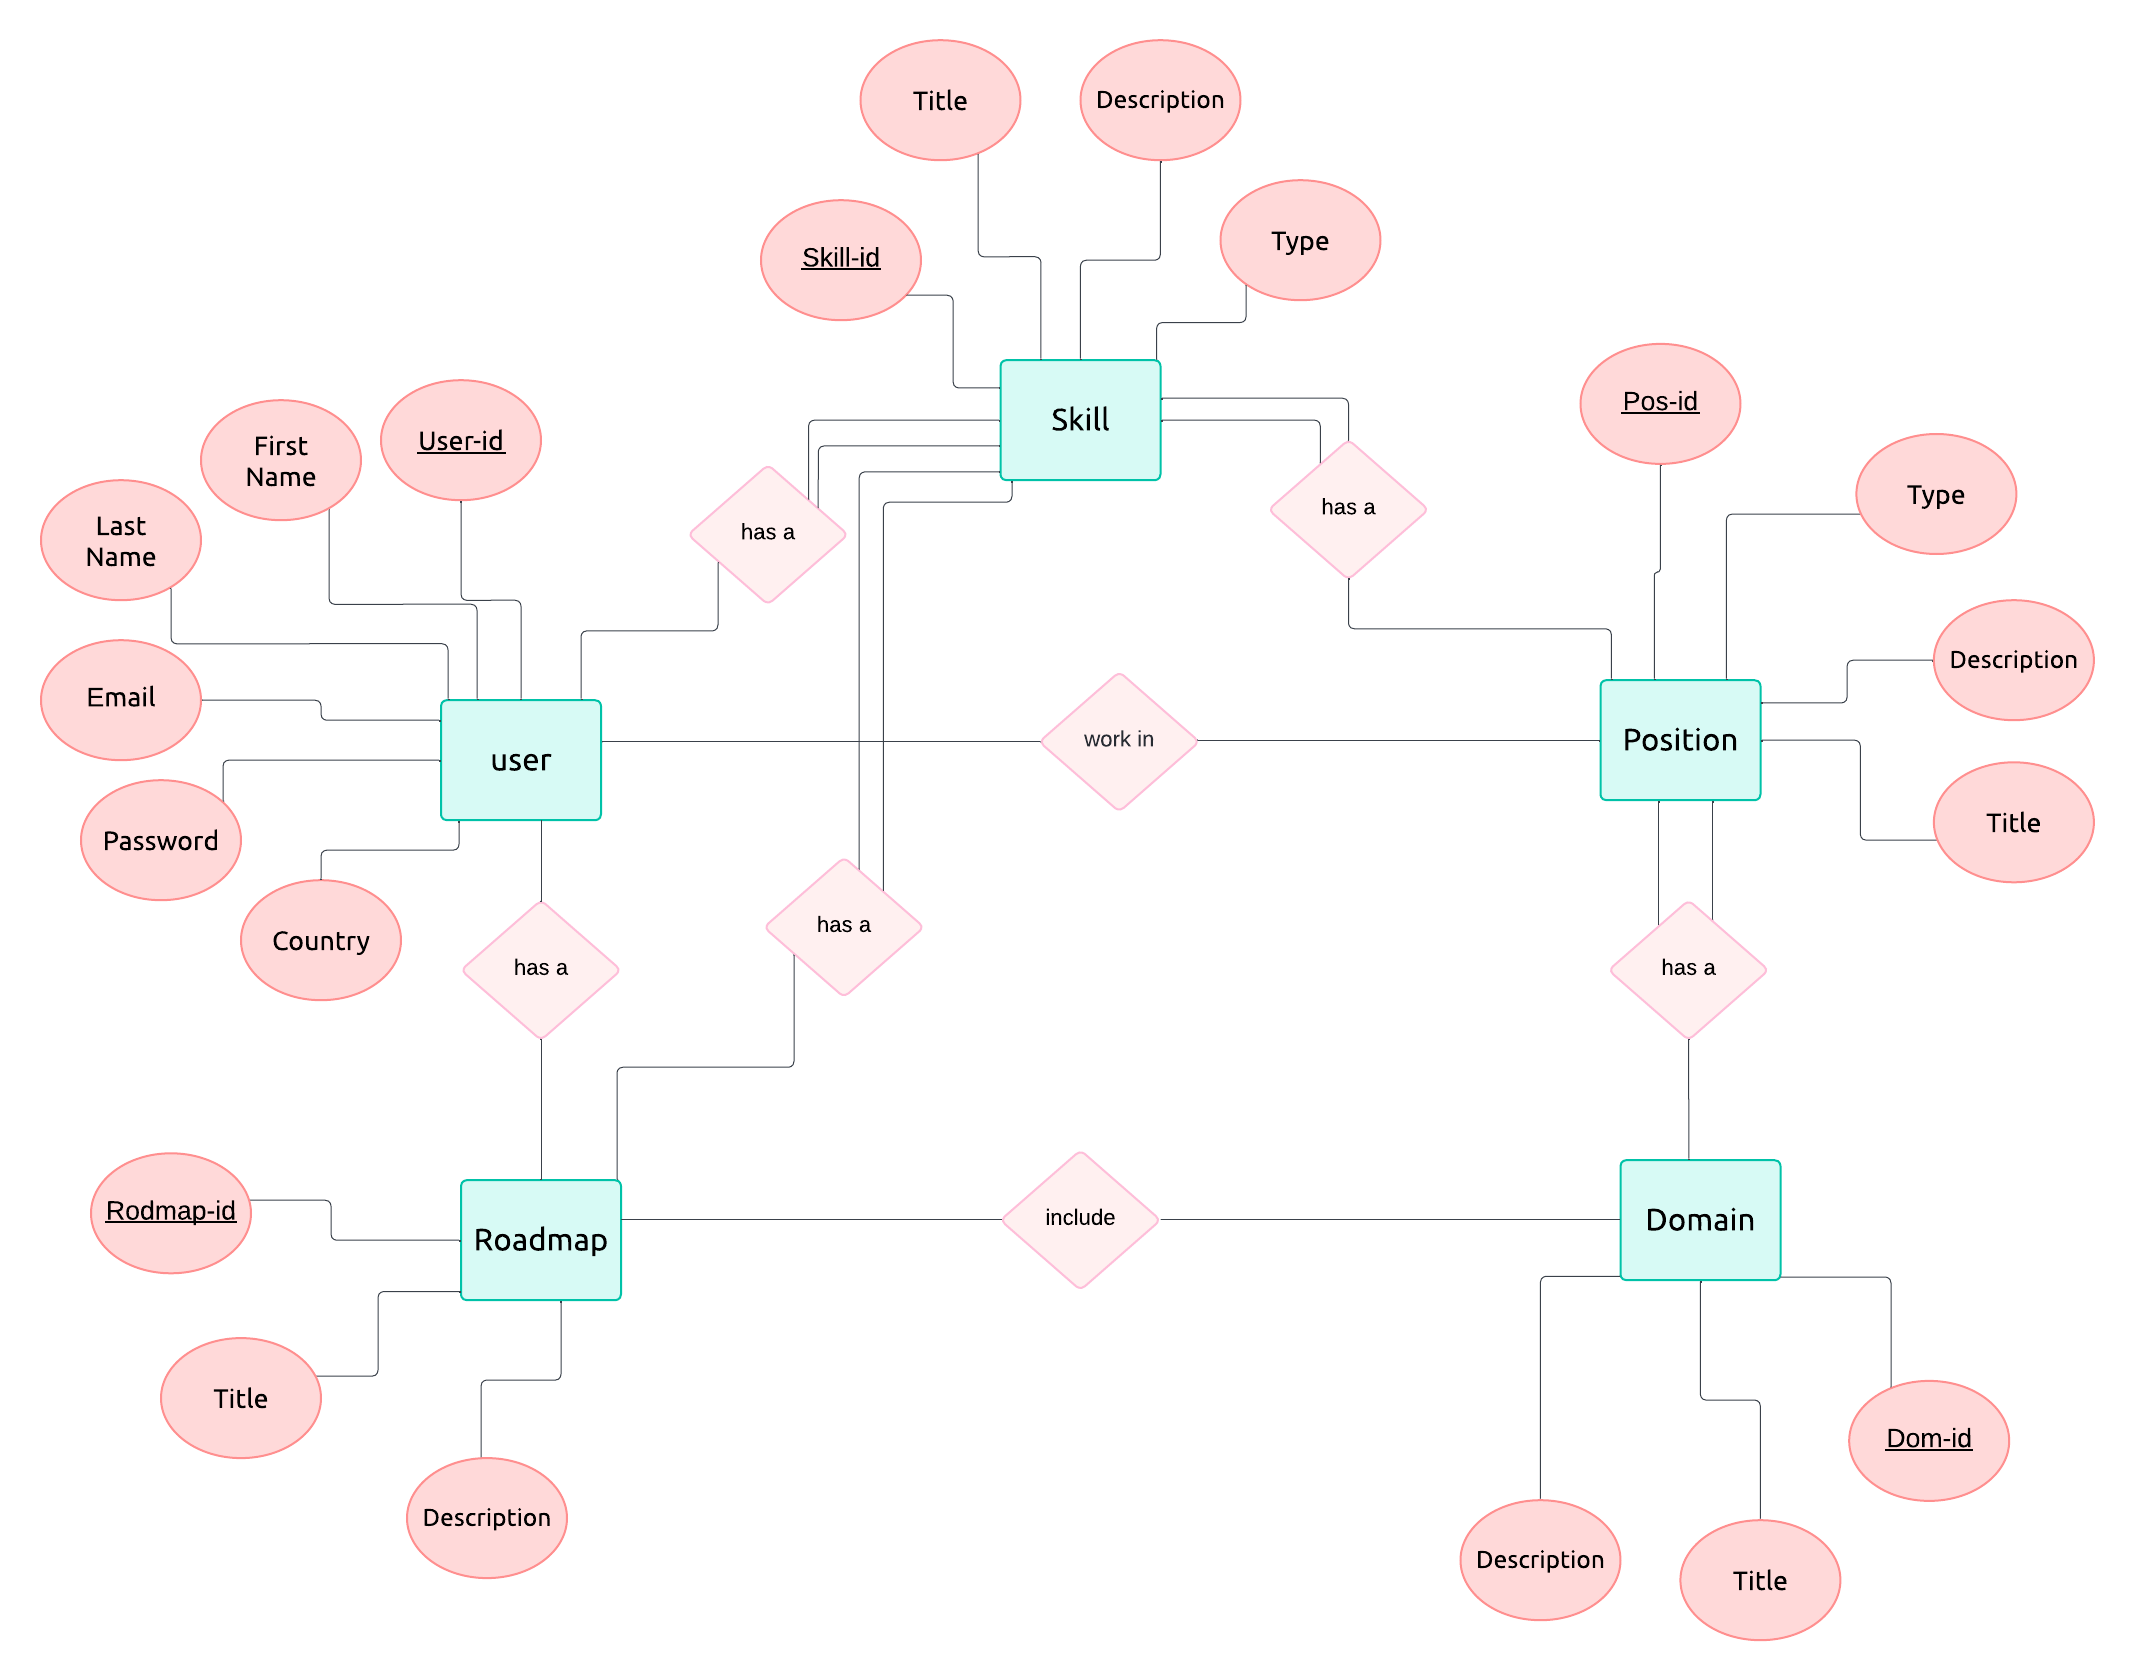 Title
Description
Type
Skill-id
Skill
Pos-id
Type
First
Name
User-id
Last
Name
has a
has a
Description
Email
user
work in
Position
Title
Password
Country
has a
has a
has a
Rodmap-id
Roadmap
include
Domain
Title
Dom-id
Description
Description
Title